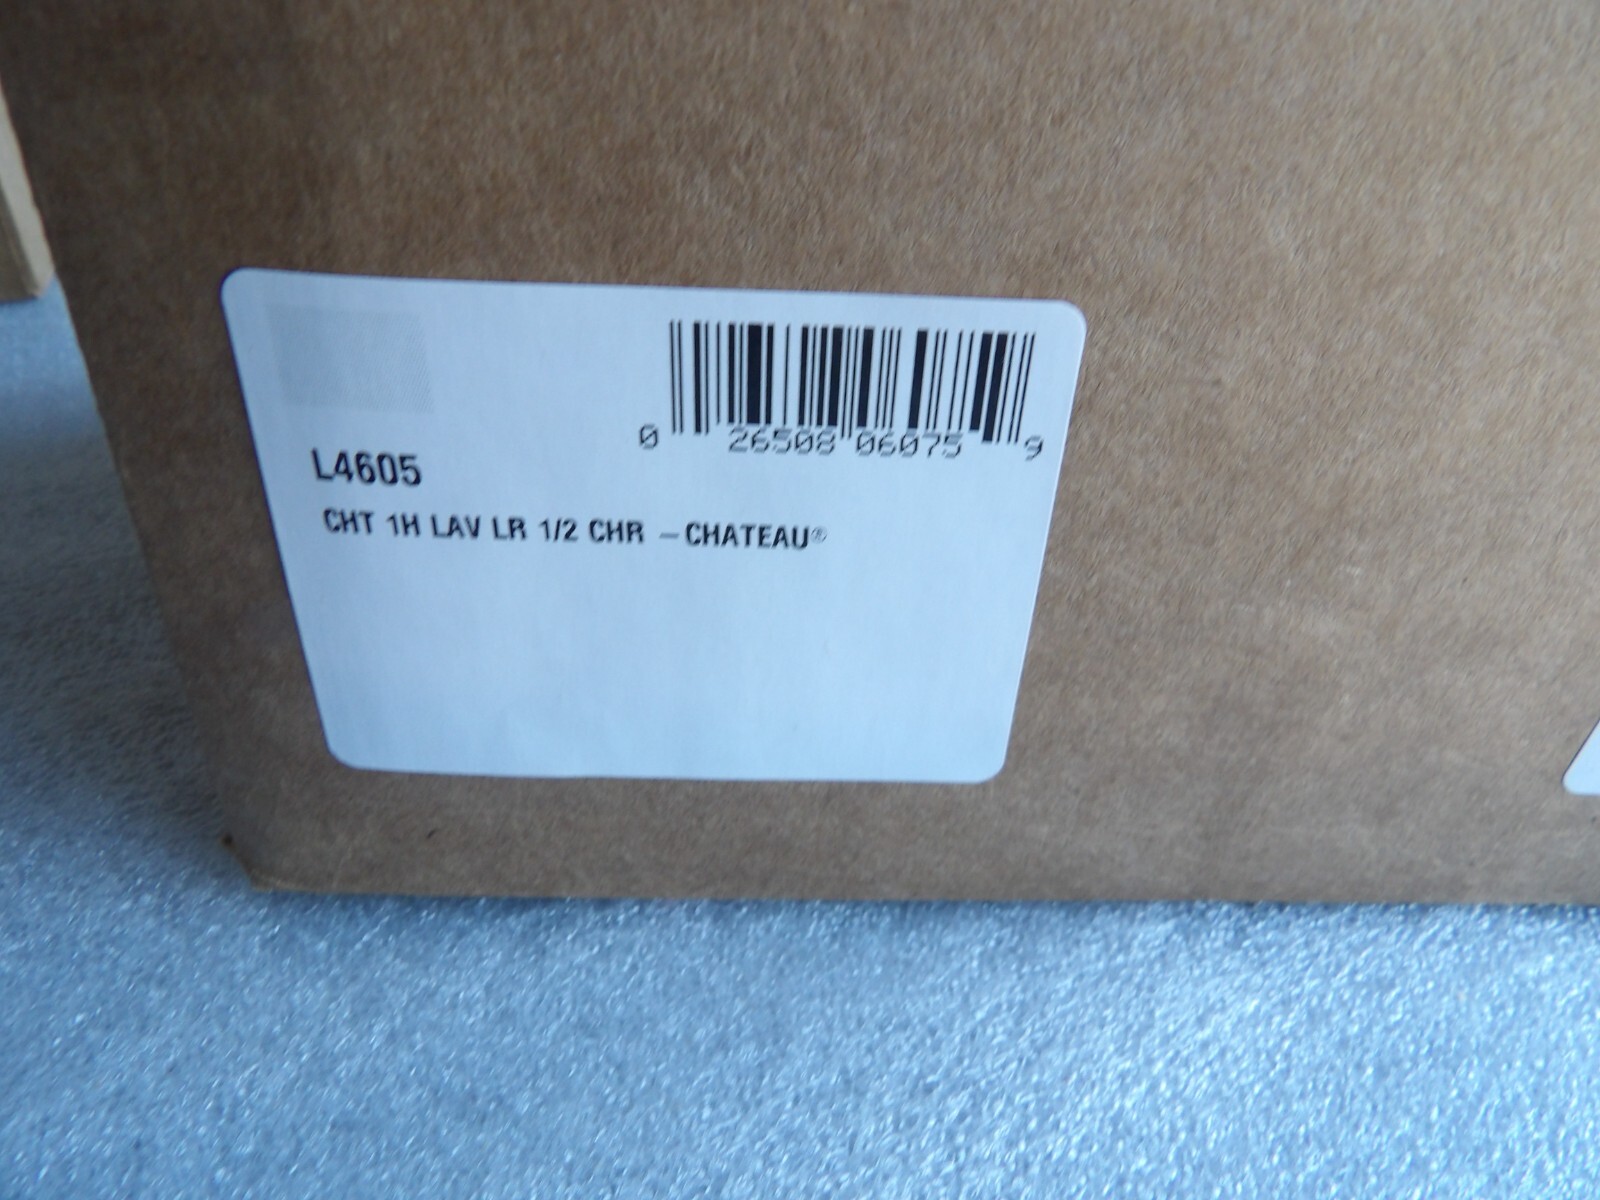 0 26508 06075 9
L4605
CHT 1H LAV LR 1/2 CHR – CHATEAU®